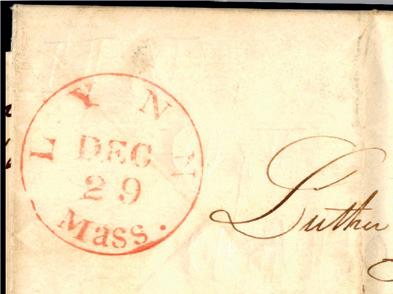 LYNN
DEC
29
Mass.
Luther